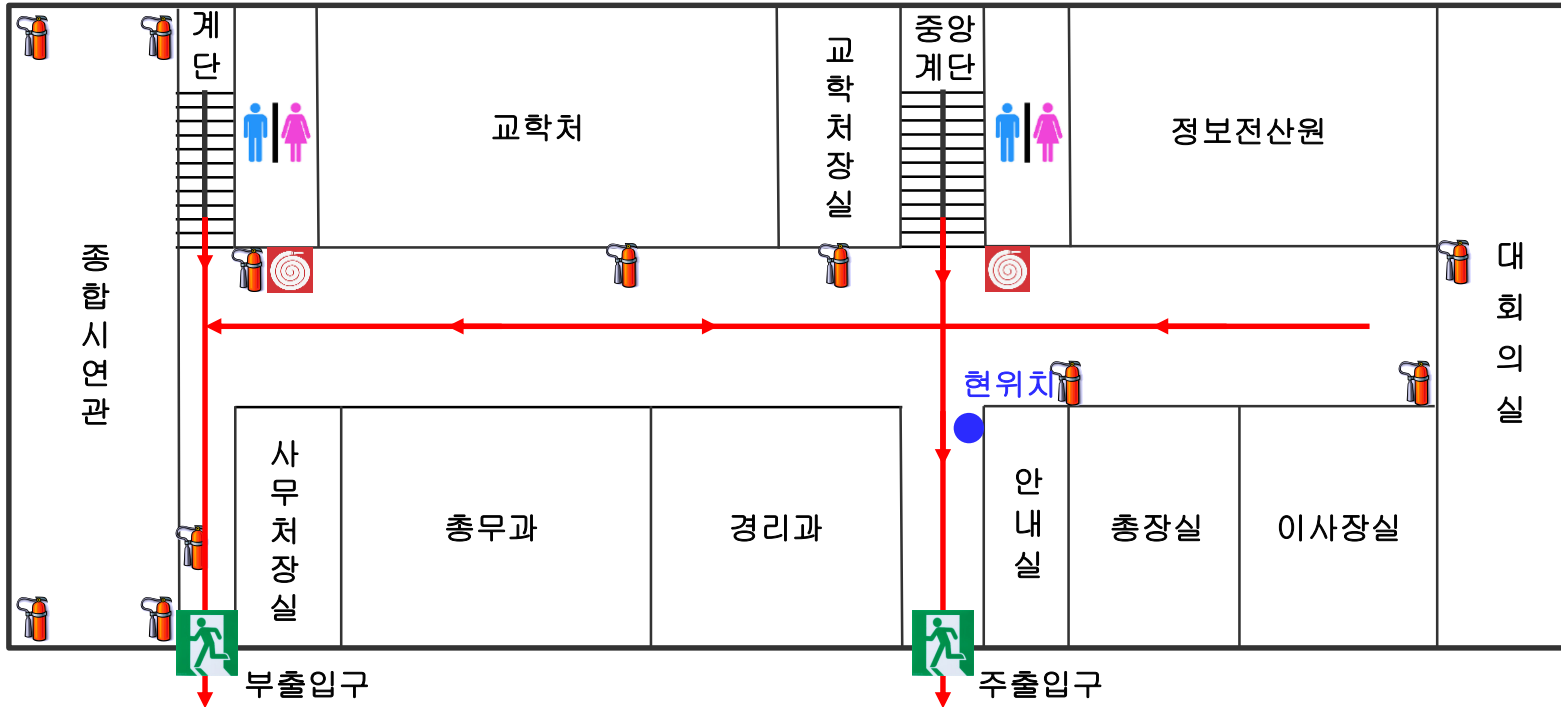 계단
중앙
계단
교학처
교학처장실
정보전산원
종합시연관
대회의실
현위치
사무처장실
총무과
경리과
안내실
총장실
이사장실
부출입구
주출입구